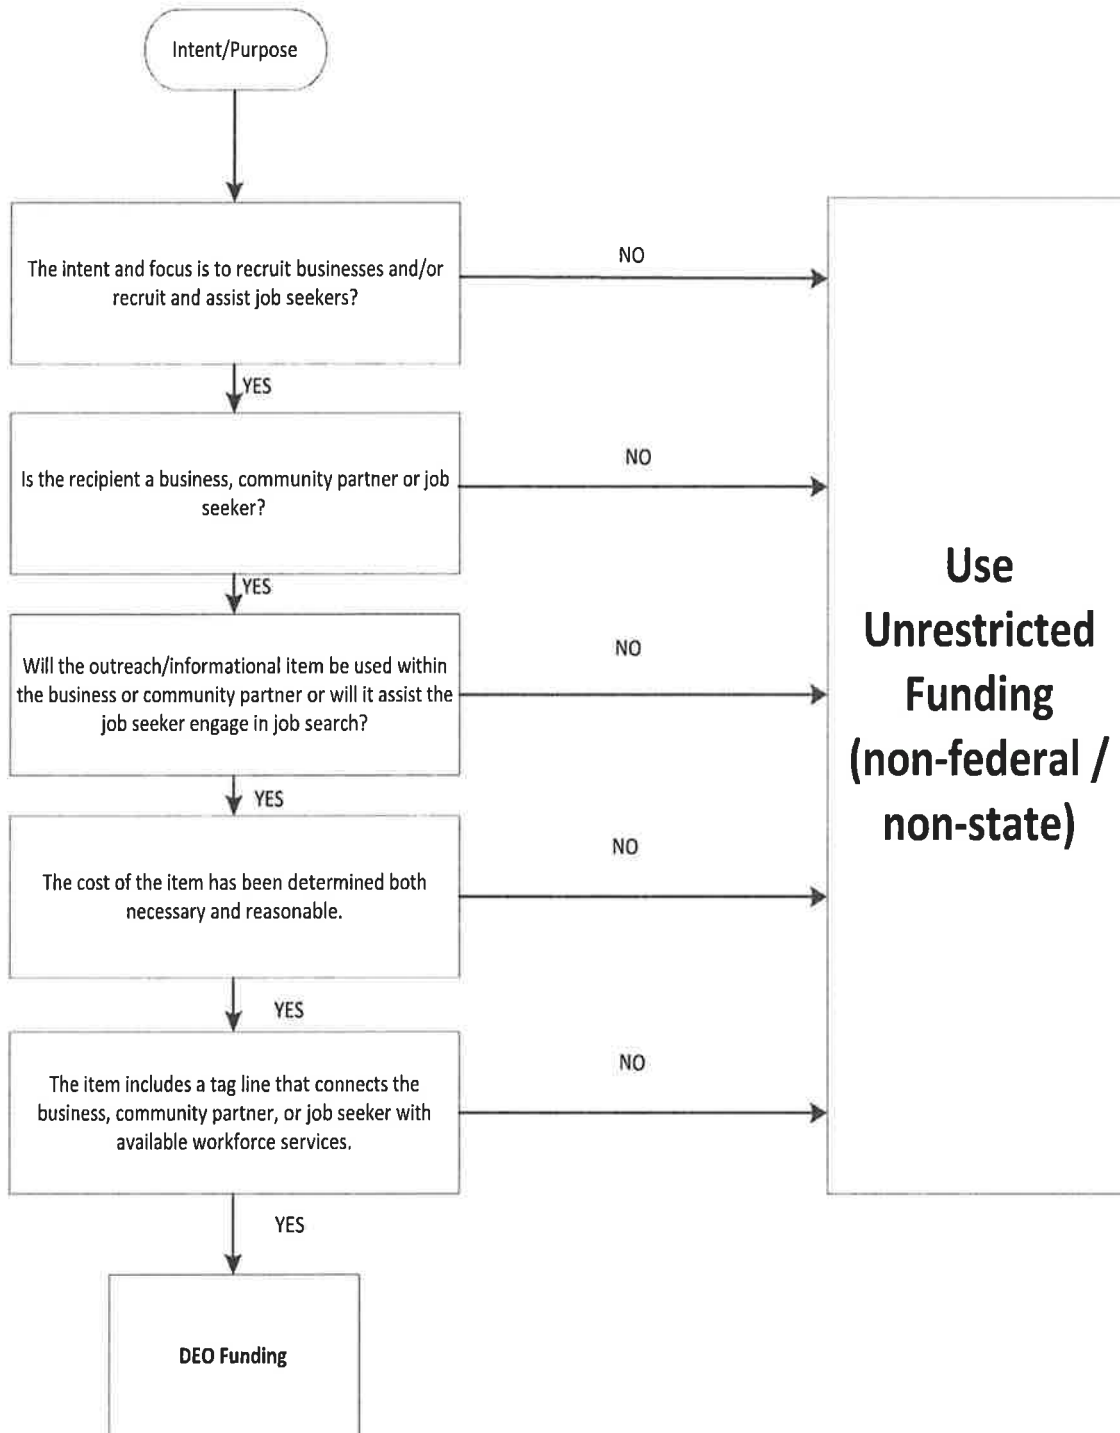 Intent/Purpose
The intent and focus is to recruit businesses and/or
recruit and assist job seekers?
NO
YES
Is the recipient a business, community partner or job
seeker?
NO
YES
Will the outreach/informational item be used within
the business or community partner or will it assist the
job seeker engage in job search?
NO
YES
The cost of the item has been determined both
necessary and reasonable.
NO
YES
The item includes a tag line that connects the
business, community partner, or job seeker with
available workforce services.
NO
YES
DEO Funding
Use
Unrestricted
Funding
(non-federal /
non-state)